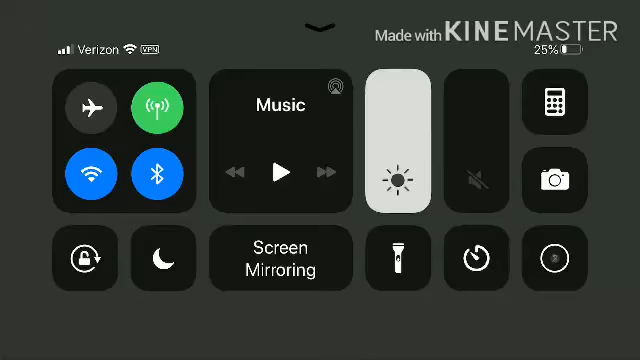 Made with KINEMASTER
Verizon VPN
25%
Music
Screen
Mirroring